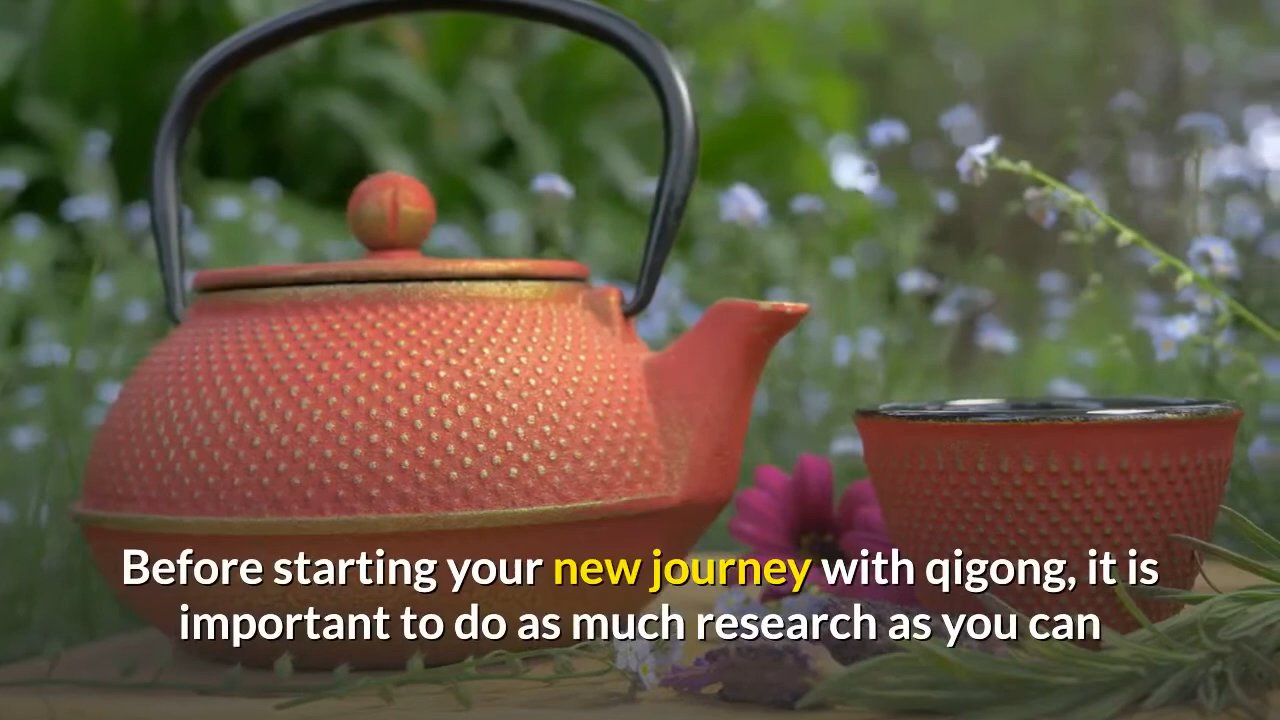 Before starting your new journey with qigong, it is
important to do as much research as you can